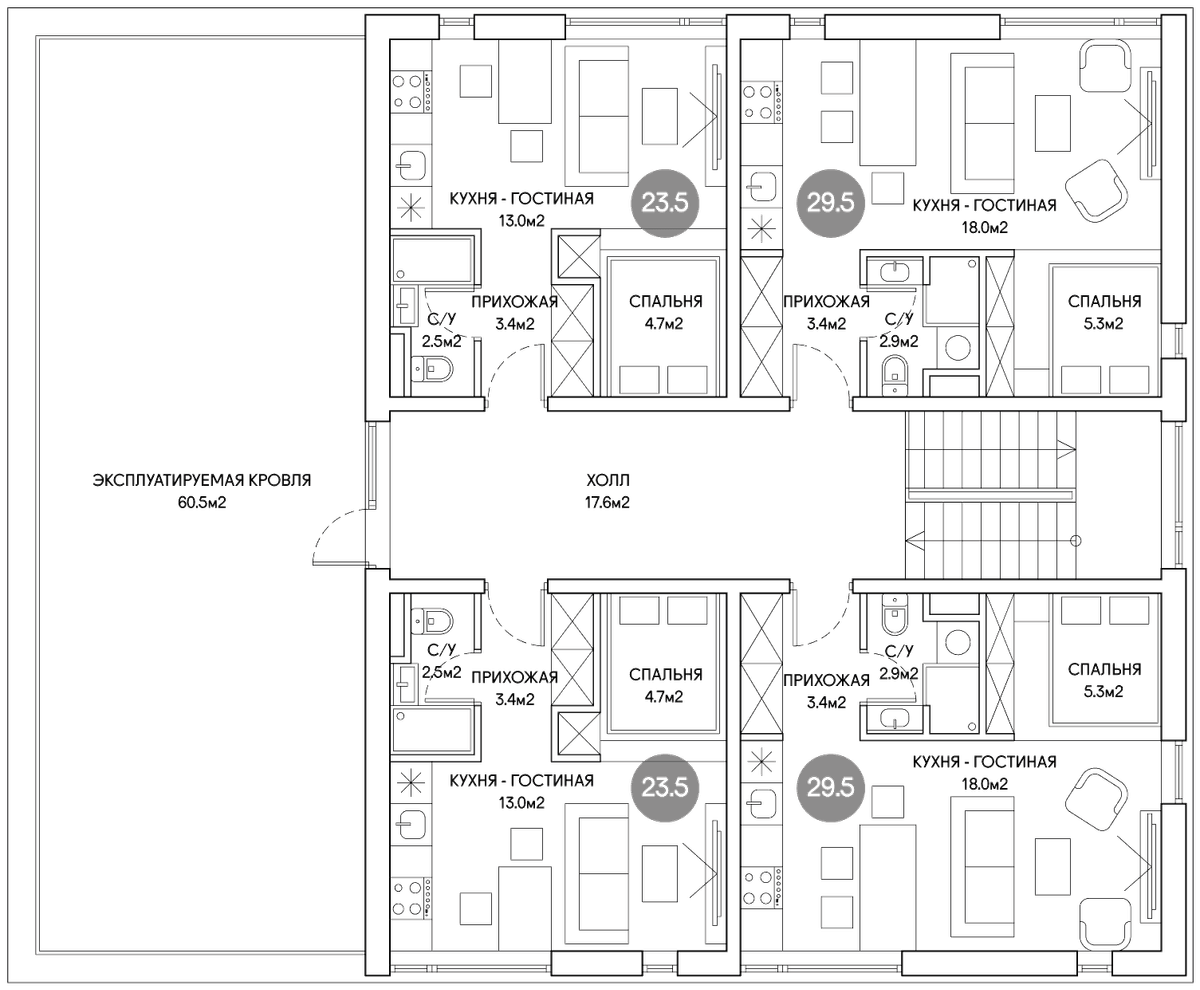 КУХНЯ - ГОСТИНАЯ
13.0м2
23.5
29.5
КУХНЯ - ГОСТИНАЯ
18.0м2
ПРИХОЖАЯ
3.4м2
С/У
2.5м2
СПАЛЬНЯ
4.7м2
ПРИХОЖАЯ
3.4м2
С/У
2.9м2
СПАЛЬНЯ
5.3м2
ЭКСПЛУАТИРУЕМАЯ КРОВЛЯ
60.5м2
ХОЛЛ
17.6м2
С/У
2.5м2
ПРИХОЖАЯ
3.4м2
СПАЛЬНЯ
4.7м2
ПРИХОЖАЯ
3.4м2
С/У
2.9м2
СПАЛЬНЯ
5.3м2
КУХНЯ - ГОСТИНАЯ
13.0м2
23.5
29.5
КУХНЯ - ГОСТИНАЯ
18.0м2